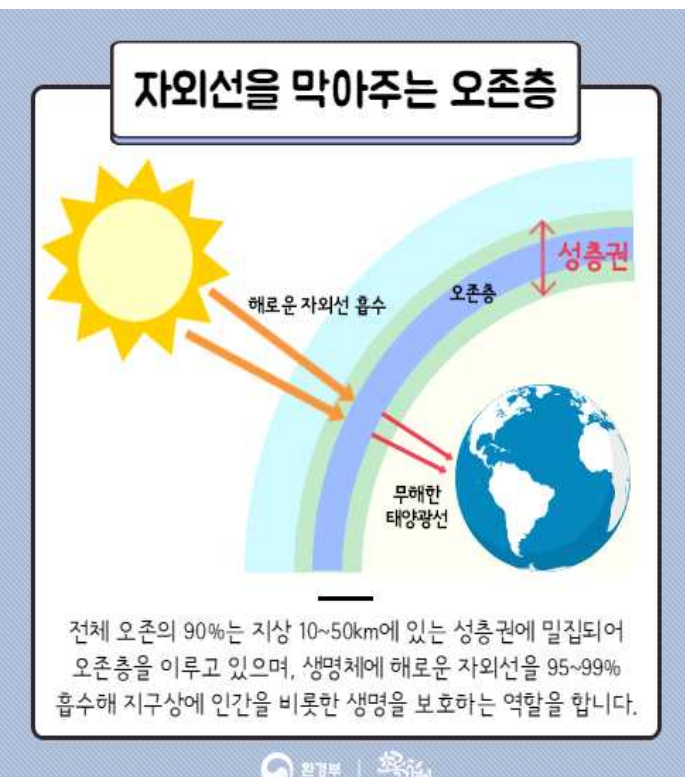 자외선을 막아주는 오존층
성층권
오존층
해로운 자외선 흡수
무해한
태양광선
전체 오존의 90%는 지상 10~50km에 있는 성층권에 밀집되어
오존층을 이루고 있으며, 생명체에 해로운 자외선을 95~99%
흡수해 지구상에 인간을 비롯한 생명을 보호하는 역할을 합니다.
환경부